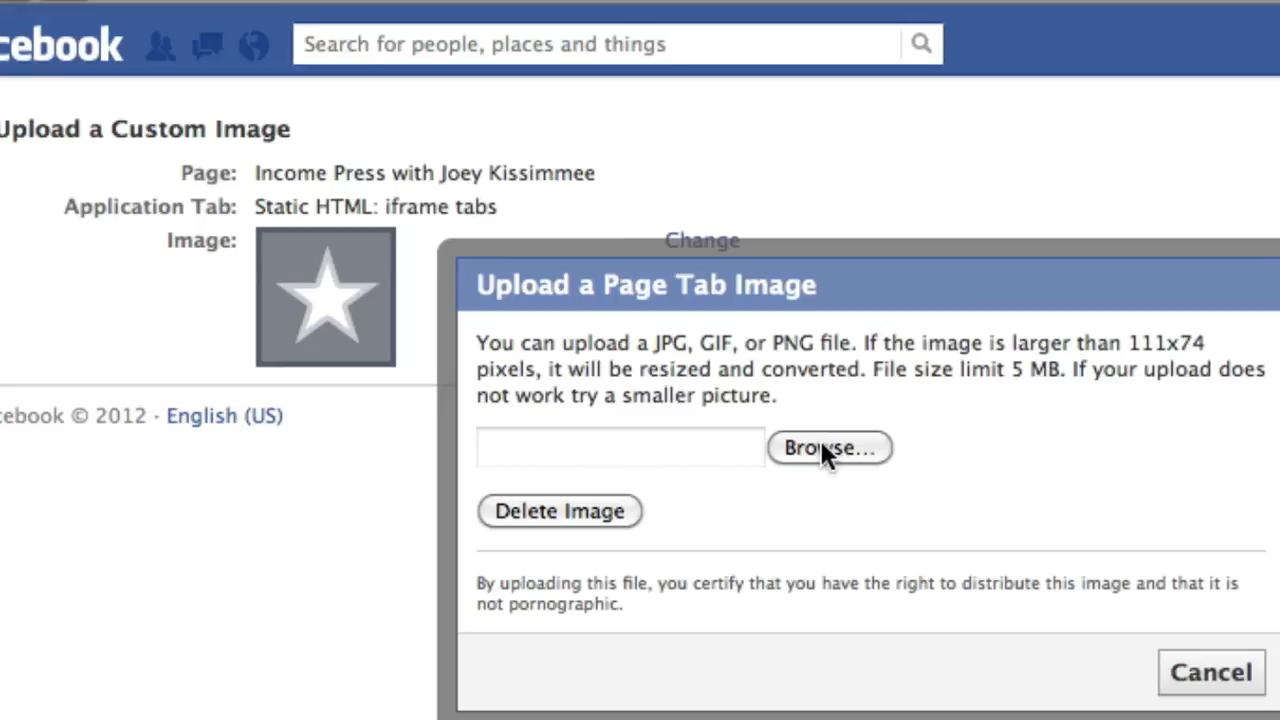 cebook
Search for people, places and things
Upload a Custom Image
Page: Income Press with Joey Kissimmee
Application Tab: Static HTML: iframe tabs
Image:
Change
Upload a Page Tab Image
You can upload a JPG, GIF, or PNG file. If the image is larger than 111x74
pixels, it will be resized and converted. File size limit 5 MB. If your upload does
not work try a smaller picture.
Browse...
Delete Image
By uploading this file, you certify that you have the right to distribute this image and that it is
not pornographic.
Cancel
cebook © 2012 · English (US)